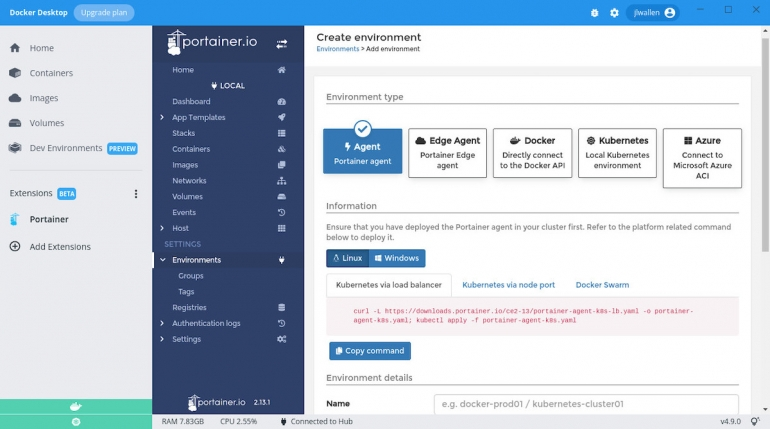 Docker Desktop
Upgrade plan
jlwallen
Home
Containers
Images
Volumes
Dev Environments
PREVIEW
Extensions
BETA
Portainer
Add Extensions
portainer.io
Home
LOCAL
Dashboard
App Templates
Stacks
Containers
Images
Networks
Volumes
Events
Host
SETTINGS
Environments
Groups
Tags
Registries
Authentication logs
Settings
portainer.io 2.13.1
Create environment
Environments > Add environment
Environment type
Agent
Portainer agent
Edge Agent
Portainer Edge
agent
Docker
Directly connect
to the Docker API
Kubernetes
Local Kubernetes
environment
Azure
Connect to
Microsoft Azure
ACI
Information
Ensure that you have deployed the Portainer agent in your cluster first. Refer to the platform related command
below to deploy it.
Linux
Windows
Kubernetes via load balancer
Kubernetes via node port
Docker Swarm
curl -L https://downloads.portainer.io/ce2-13/portainer-agent-k8s-lb.yaml -o portainer-
agent-k8s.yaml; kubectl apply -f portainer-agent-k8s.yaml
Copy command
Environment details
Name
e.g. docker-prod01 / kubernetes-cluster01
RAM 7.83GB
CPU 2.55%
Connected to Hub
v4.9.0